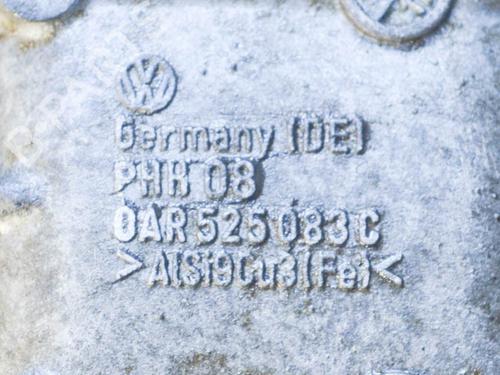 Germany (DE)
PHH 08
0AR 525 083 C
>AlSi9Cu3(Fe)<